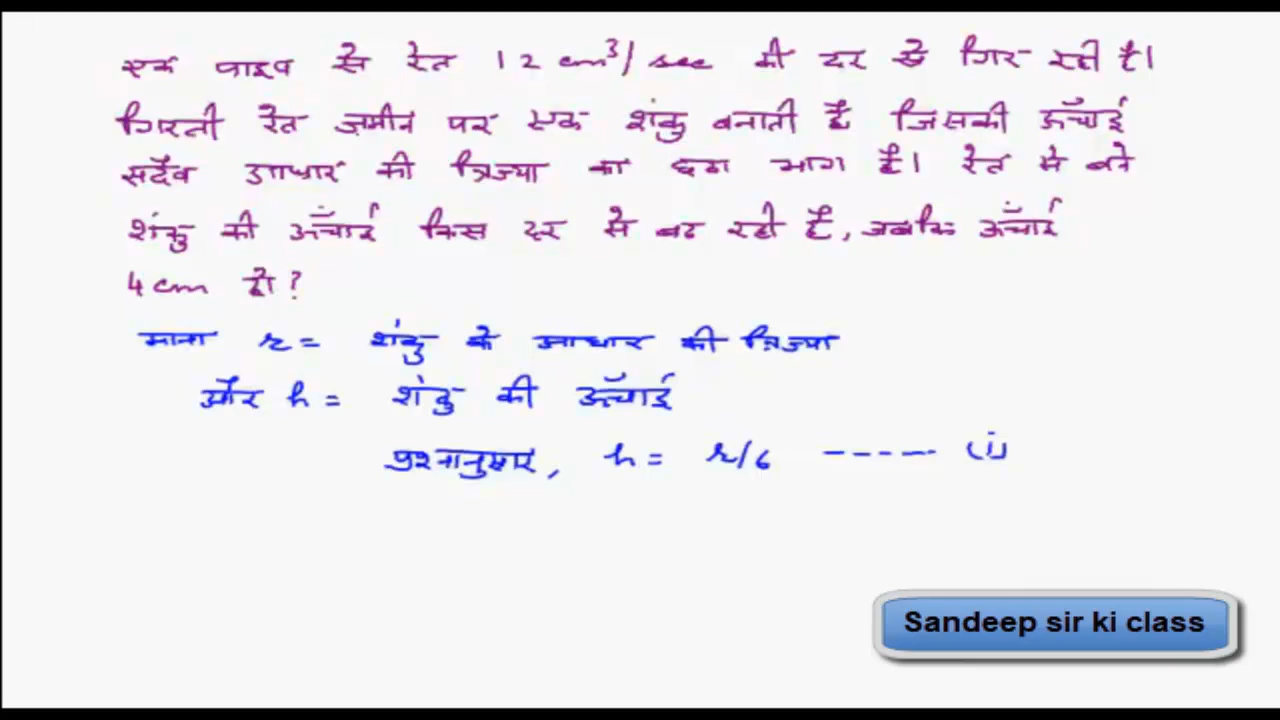 एक पाइप से रेत 12 cm³/sec की दर से गिर रही है।
गिरती रेत ज़मीन पर एक शंकु बनाती है जिसकी ऊँचाई
सदैव आधार की त्रिज्या का छठा भाग है। रेत से बने
शंकु की ऊँचाई किस दर से बढ रही है, जबकि ऊँचाई
4 cm है?
माना r = शंकु के आधार की त्रिज्या
और h = शंकु की ऊँचाई
प्रश्नानुसार, h = r/6 ------ (i)
Sandeep sir ki class